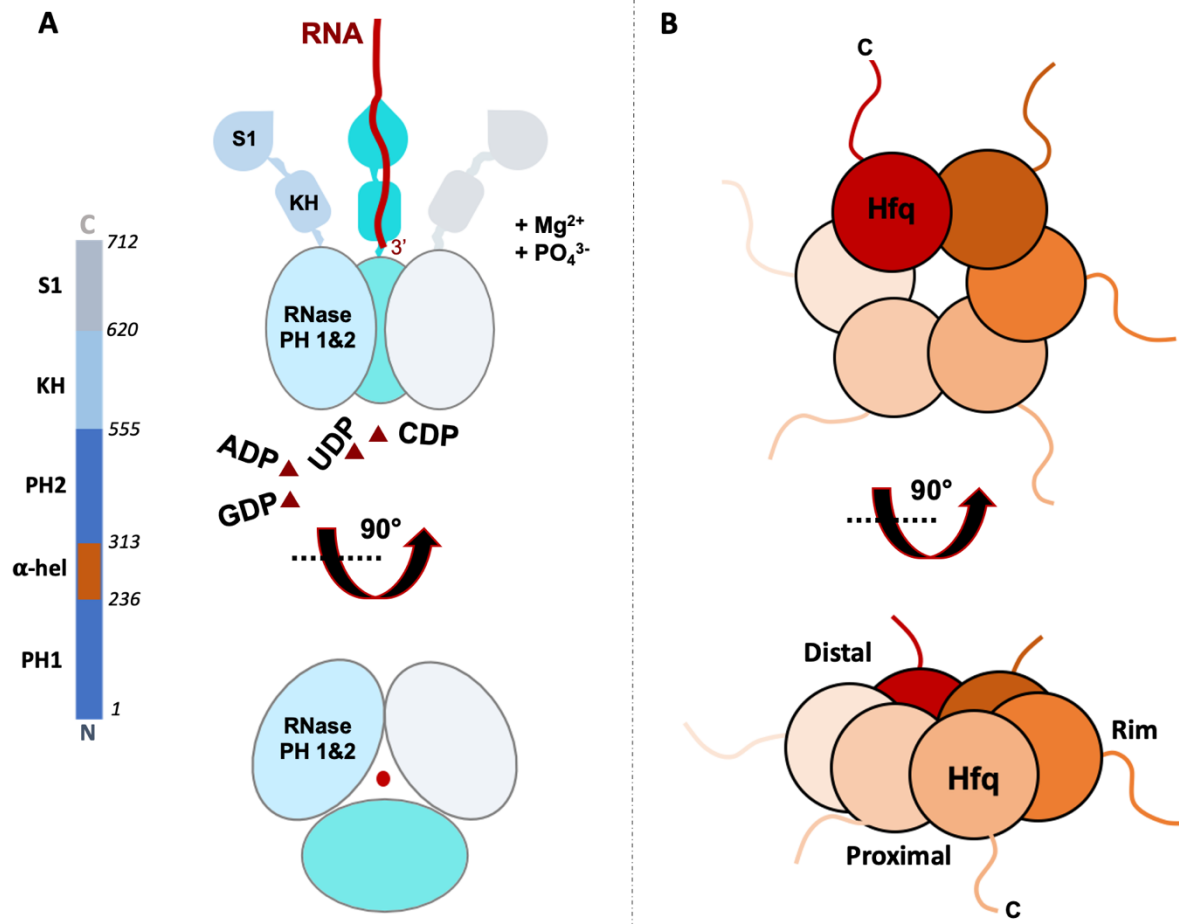 A
RNA
S1
KH
3'
+ Mg²⁺
+ PO₄³⁻
RNase
PH 1&2
ADP
UDP
CDP
GDP
90°
RNase
PH 1&2
C
712
S1
620
KH
555
PH2
313
α-hel
236
PH1
1
N
B
C
Hfq
90°
Distal
Rim
Hfq
Proximal
C